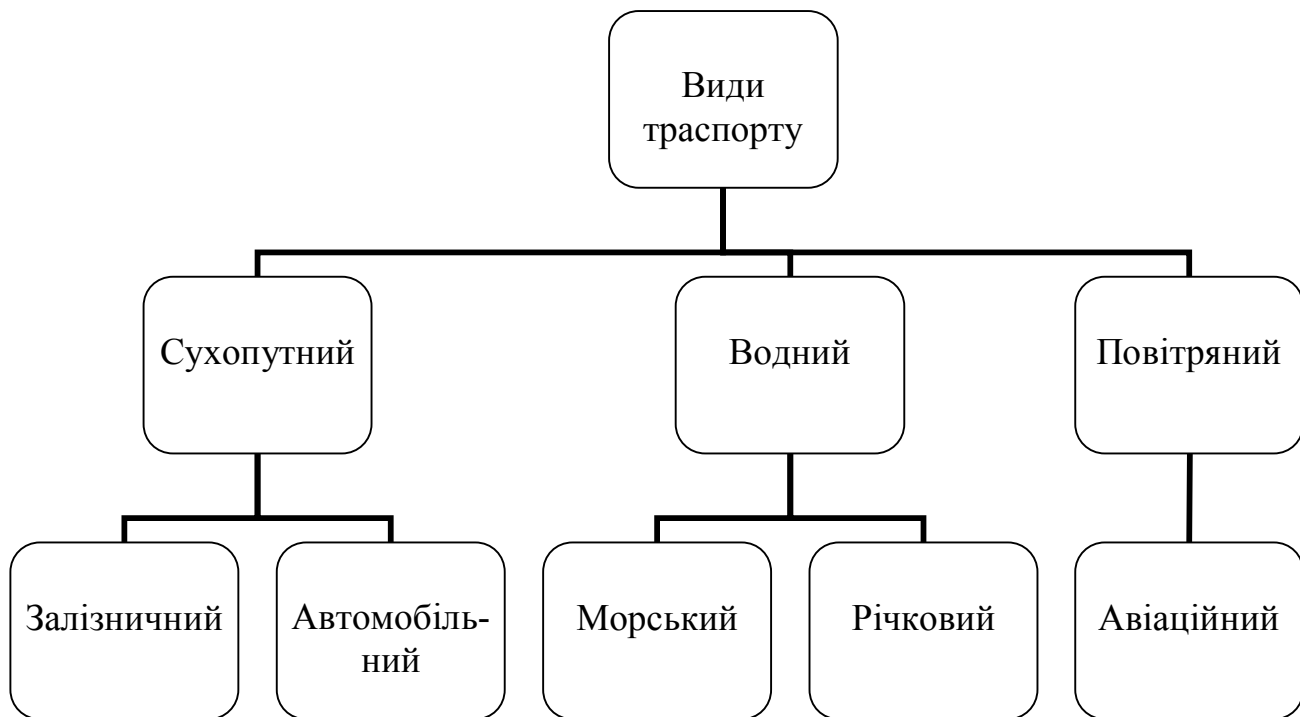 Види
траспорту
Сухопутний
Водний
Повітряний
Залізничний
Автомобіль-
ний
Морський
Річковий
Авіаційний